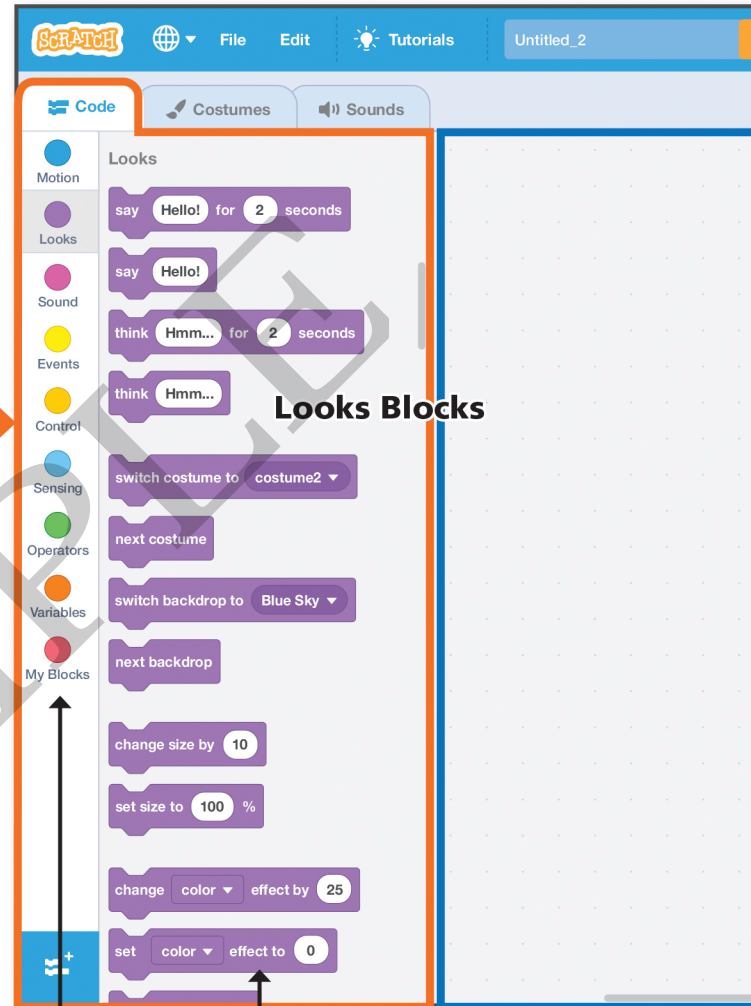 SCRATCH File Edit Tutorials Untitled_2
Code Costumes Sounds
Motion
Looks
Sound
Events
Control
Sensing
Operators
Variables
My Blocks
Looks
say Hello! for 2 seconds
say Hello!
think Hmm... for 2 seconds
think Hmm...
Looks Blocks
switch costume to costume2
next costume
switch backdrop to Blue Sky
next backdrop
change size by 10
set size to 100 %
change color effect by 25
set color effect to 0
PLE